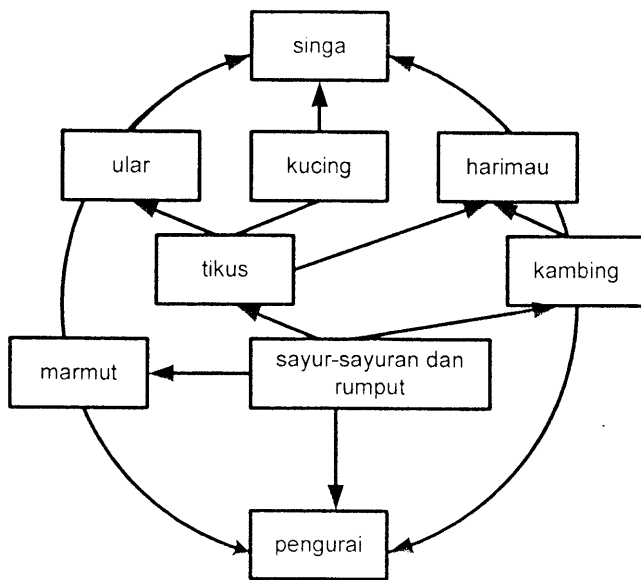 singa
ular
kucing
harimau
tikus
kambing
marmut
sayur-sayuran dan
rumput
pengurai